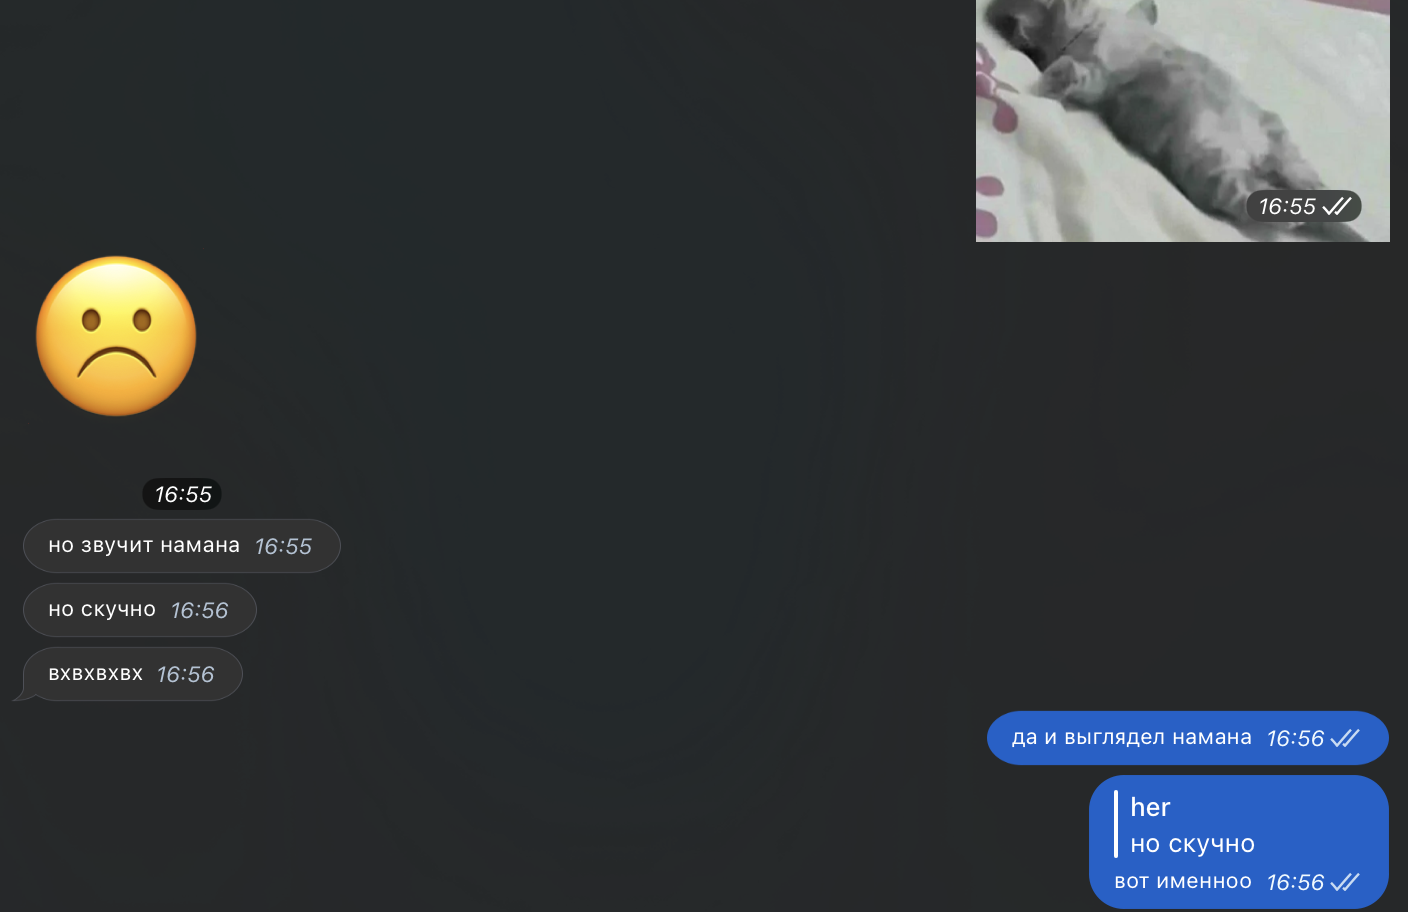 16:55
16:55
но звучит намана 16:55
но скучно 16:56
вхвхвхвх 16:56
да и выглядел намана 16:56
her
но скучно
вот именноо 16:56